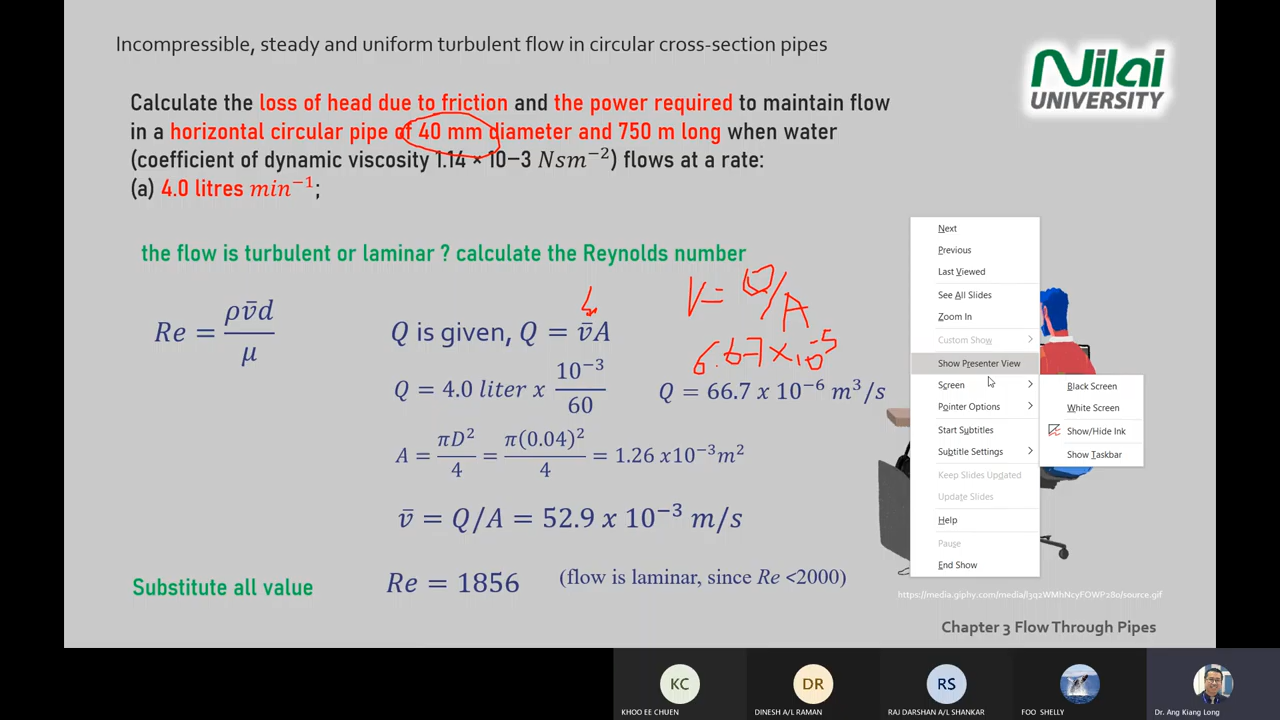 Incompressible, steady and uniform turbulent flow in circular cross-section pipes
Nilai
UNIVERSITY
Calculate the loss of head due to friction and the power required to maintain flow
in a horizontal circular pipe of 40 mm diameter and 750 m long when water
(coefficient of dynamic viscosity 1.14 × 10−3 Nsm⁻²) flows at a rate:
(a) 4.0 litres min⁻¹;
the flow is turbulent or laminar ? calculate the Reynolds number
Re = ρv̄d/μ
Q is given, Q = v̄A
V = Q/A
6.67 × 10⁻⁵
Q = 4.0 liter x 10⁻³/60
Q = 66.7 x 10⁻⁶ m³/s
A = πD²/4 = π(0.04)²/4 = 1.26 x10⁻³m²
v̄ = Q/A = 52.9 x 10⁻³ m/s
Substitute all value
Re = 1856
(flow is laminar, since Re <2000)
Next
Previous
Last Viewed
See All Slides
Zoom In
Custom Show
Show Presenter View
Screen
Pointer Options
Start Subtitles
Subtitle Settings
Keep Slides Updated
Update Slides
Help
Pause
End Show
Black Screen
White Screen
Show/Hide Ink
Show Taskbar
https://media.giphy.com/media/l3q2WMhNcyFOWP28o/source.gif
Chapter 3 Flow Through Pipes
KC
DR
RS
KHOO EE CHUEN
DINESH A/L RAMAN
RAJ DARSHAN A/L SHANKAR
FOO SHELLY
Dr. Ang Kiang Long